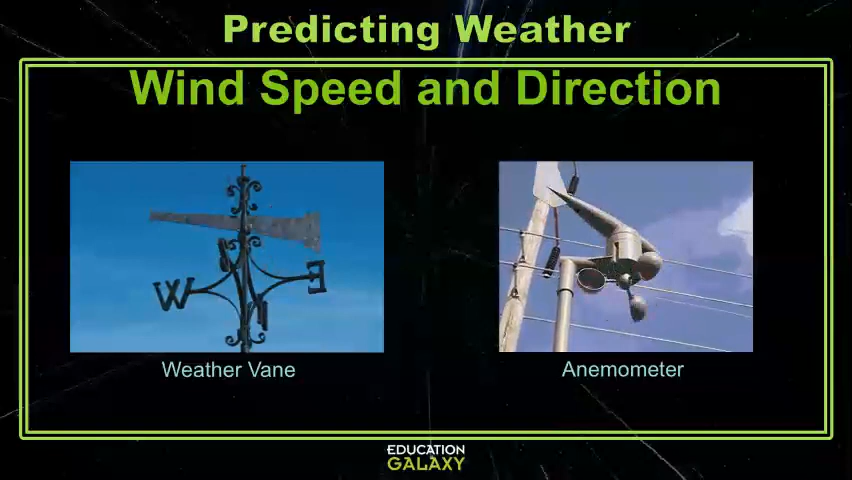 Predicting Weather
Wind Speed and Direction
W
E
Weather Vane
Anemometer
EDUCATION
GALAXY